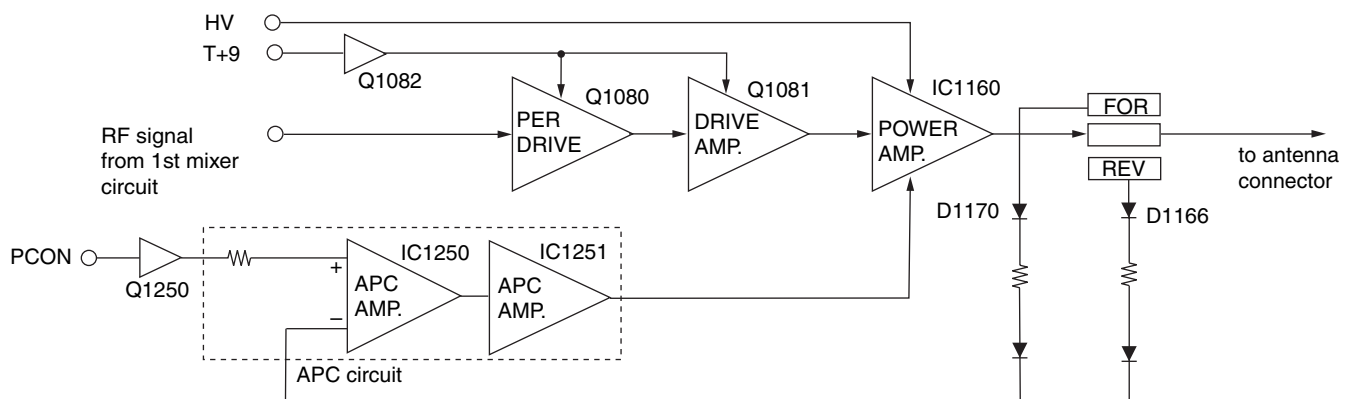 HV
T+9
Q1082
Q1080
Q1081
IC1160
PER
DRIVE
DRIVE
AMP.
POWER
AMP.
FOR
REV
RF signal
from 1st mixer
circuit
to antenna
connector
D1170
D1166
PCON
Q1250
IC1250
IC1251
+
–
APC
AMP.
APC
AMP.
APC circuit